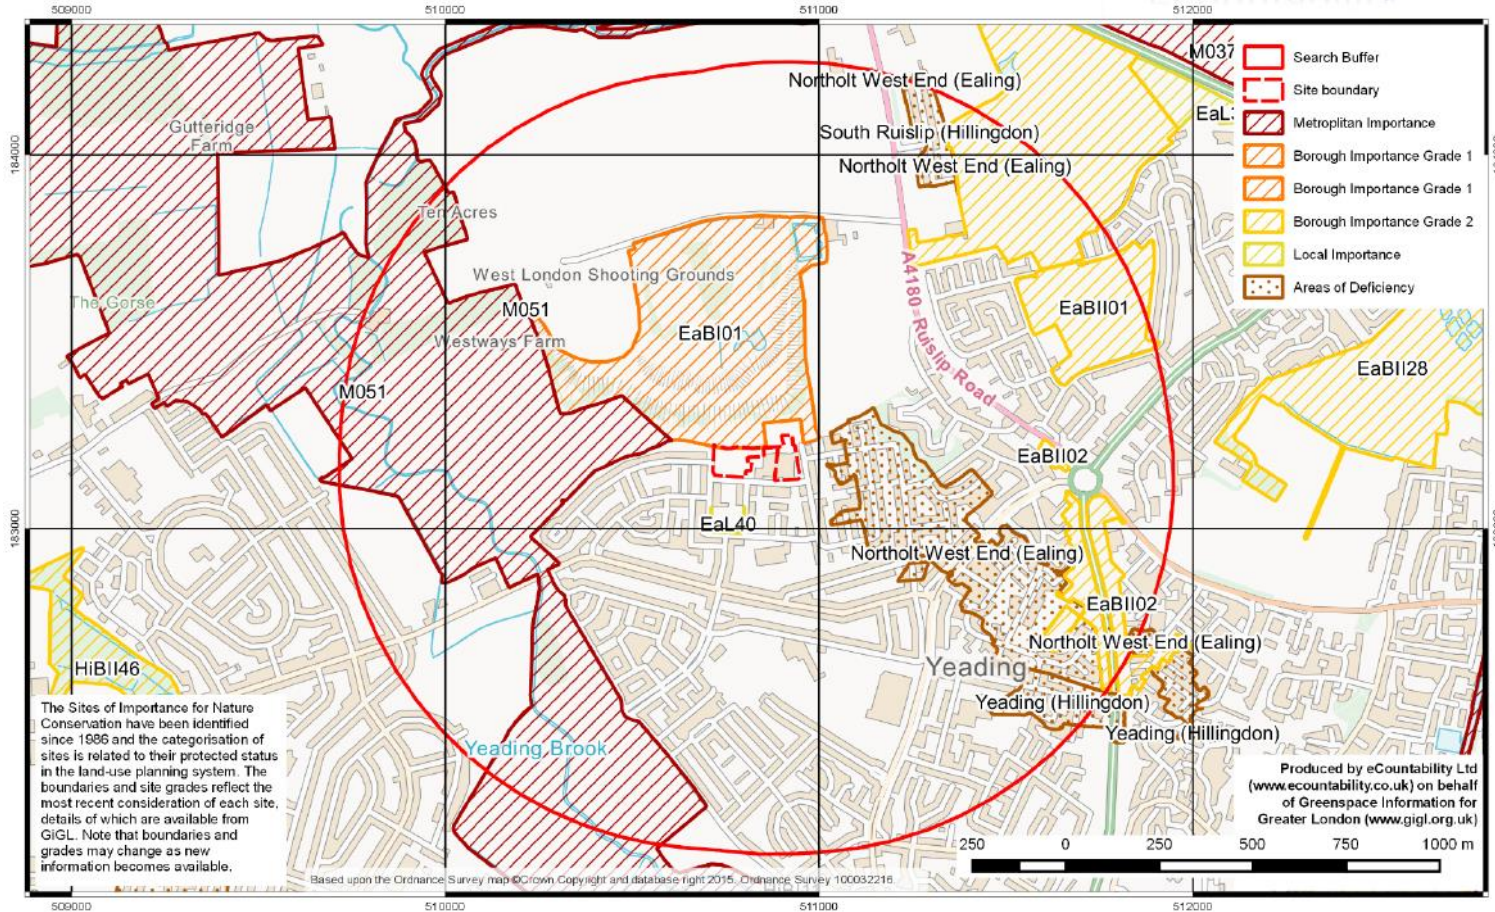 509000
510000
511000
512000
184000
183000
Gutteridge
Farm
Ten Acres
The Gorse
West London Shooting Grounds
Westways Farm
M051
M051
EaBI01
Northolt West End (Ealing)
South Ruislip (Hillingdon)
Northolt West End (Ealing)
A4180 Ruislip Road
M037
EaBII01
EaBII28
EaBII02
EaL40
Northolt West End (Ealing)
EaBII02
Northolt West End (Ealing)
Yeading
Yeading (Hillingdon)
Yeading (Hillingdon)
HiBII46
Yeading Brook
Search Buffer
Site boundary
Metroplitan Importance
Borough Importance Grade 1
Borough Importance Grade 1
Borough Importance Grade 2
Local Importance
Areas of Deficiency
The Sites of Importance for Nature
Conservation have been identified
since 1986 and the categorisation of
sites is related to their protected status
in the land-use planning system. The
boundaries and site grades reflect the
most recent consideration of each site,
details of which are available from
GiGL. Note that boundaries and
grades may change as new
information becomes available.
Produced by eCountability Ltd
(www.ecountability.co.uk) on behalf
of Greenspace Information for
Greater London (www.gigl.org.uk)
250 0 250 500 750 1000 m
Based upon the Ordnance Survey map ©Crown Copyright and database right 2015. Ordnance Survey 100032216.
509000
510000
511000
512000